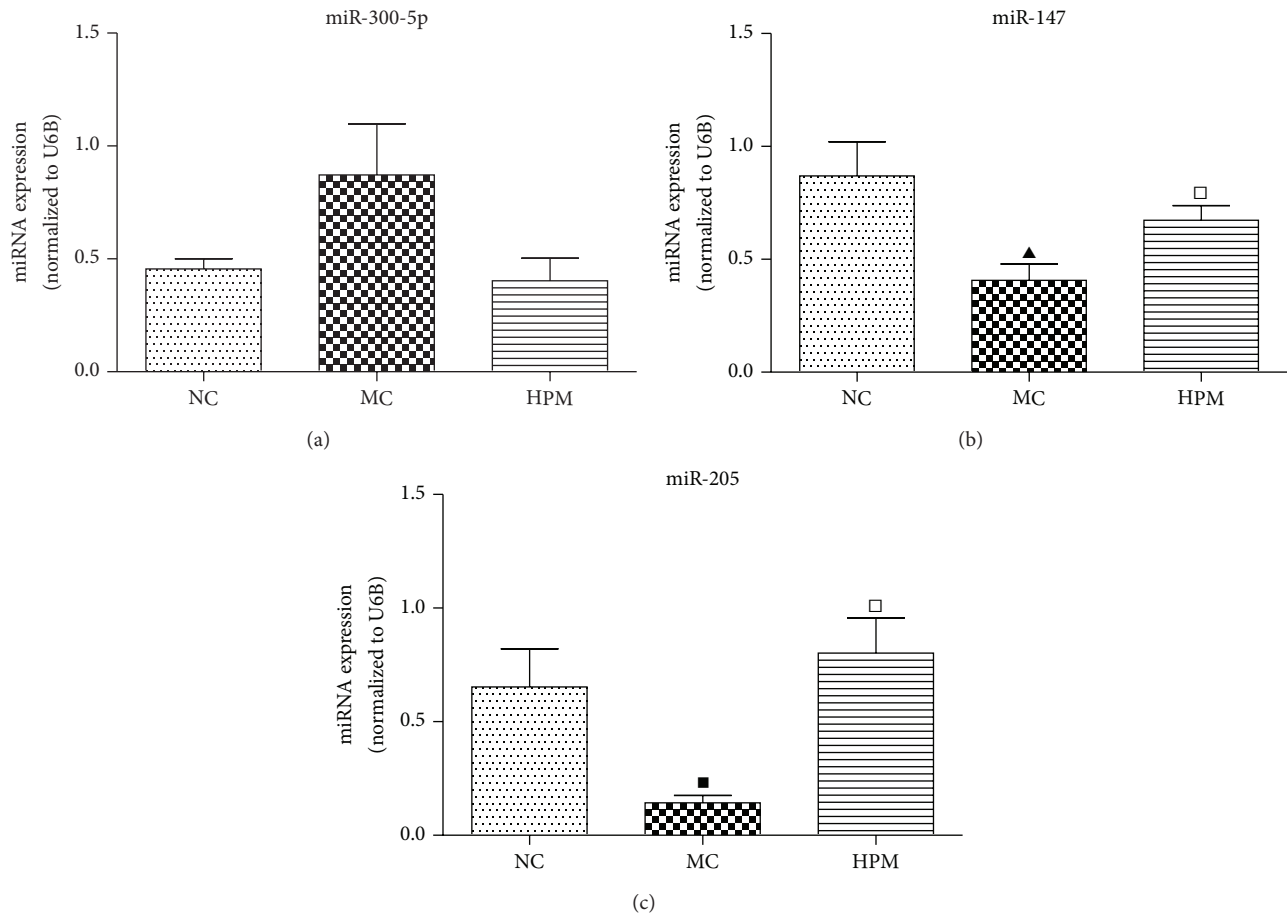 miR-300-5p
1.5
1.0
0.5
0.0
miRNA expression
(normalized to U6B)
NC
MC
HPM
(a)
miR-147
1.5
1.0
0.5
0.0
miRNA expression
(normalized to U6B)
NC
MC
HPM
(b)
miR-205
1.5
1.0
0.5
0.0
miRNA expression
(normalized to U6B)
NC
MC
HPM
(c)